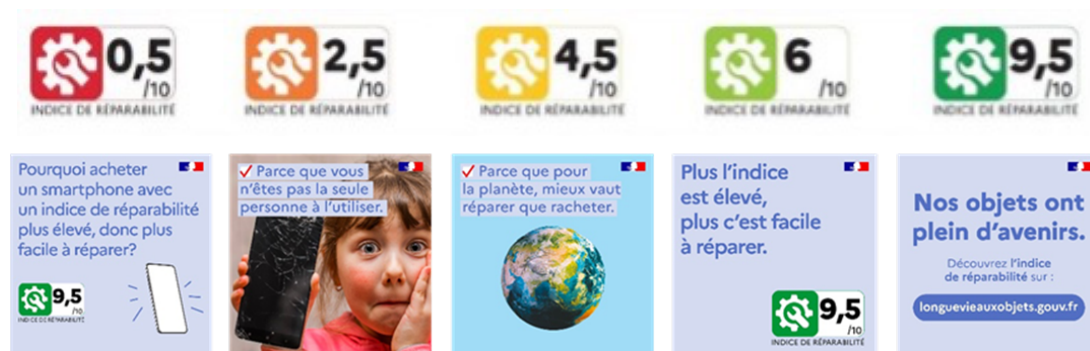 0,5
/10
INDICE DE RÉPARABILITÉ
2,5
/10
INDICE DE RÉPARABILITÉ
4,5
/10
INDICE DE RÉPARABILITÉ
6
/10
INDICE DE RÉPARABILITÉ
9,5
/10
INDICE DE RÉPARABILITÉ
Pourquoi acheter
un smartphone avec
un indice de réparabilité
plus élevé, donc plus
facile à réparer?
9,5
/10
INDICE DE RÉPARABILITÉ
Parce que vous
n'êtes pas la seule
personne à l'utiliser.
Parce que pour
la planète, mieux vaut
réparer que racheter.
Plus l'indice
est élevé,
plus c'est facile
à réparer.
9,5
/10
INDICE DE RÉPARABILITÉ
Nos objets ont
plein d'avenirs.
Découvrez l'indice
de réparabilité sur :
longuevieauxobjets.gouv.fr